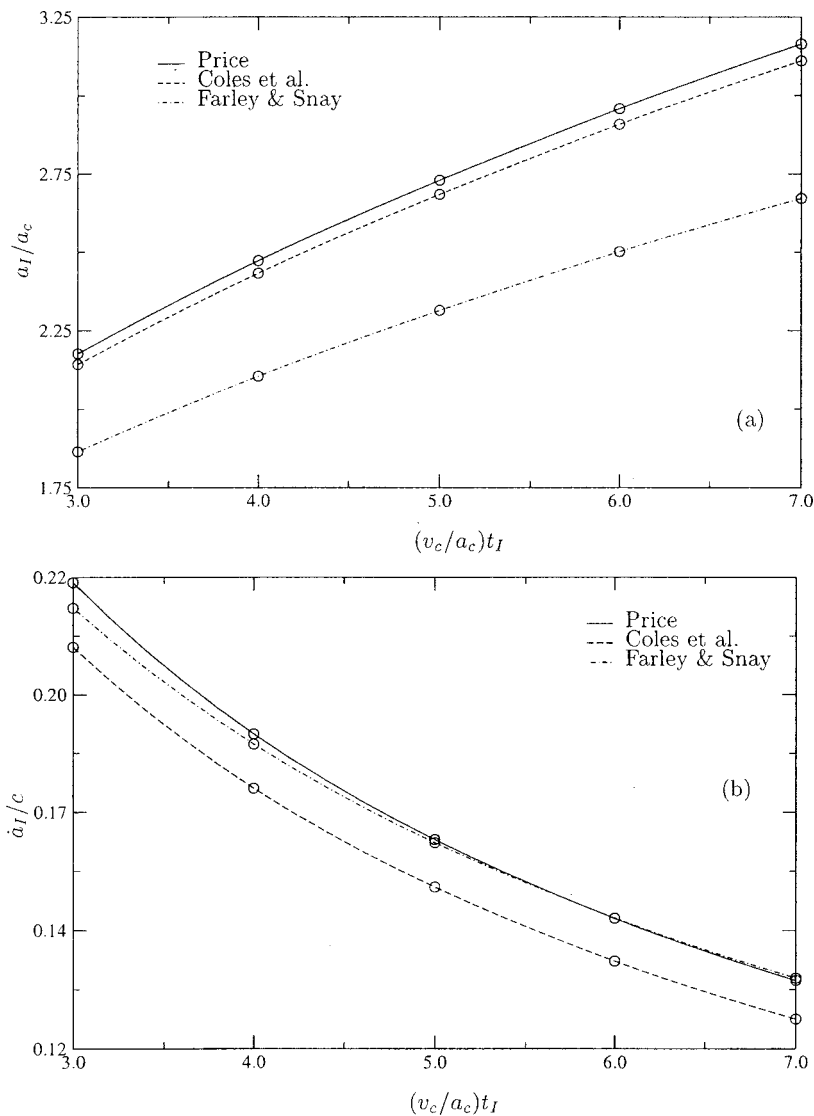 3.25
Price
Coles et al.
Farley & Snay
2.75
a_I/a_c
2.25
(a)
1.75
3.0 4.0 5.0 6.0 7.0
(v_c/a_c)t_I
0.22
Price
Coles et al.
Farley & Snay
0.20
(b)
ȧ_I/c
0.17
0.14
0.12
3.0 4.0 5.0 6.0 7.0
(v_c/a_c)t_I